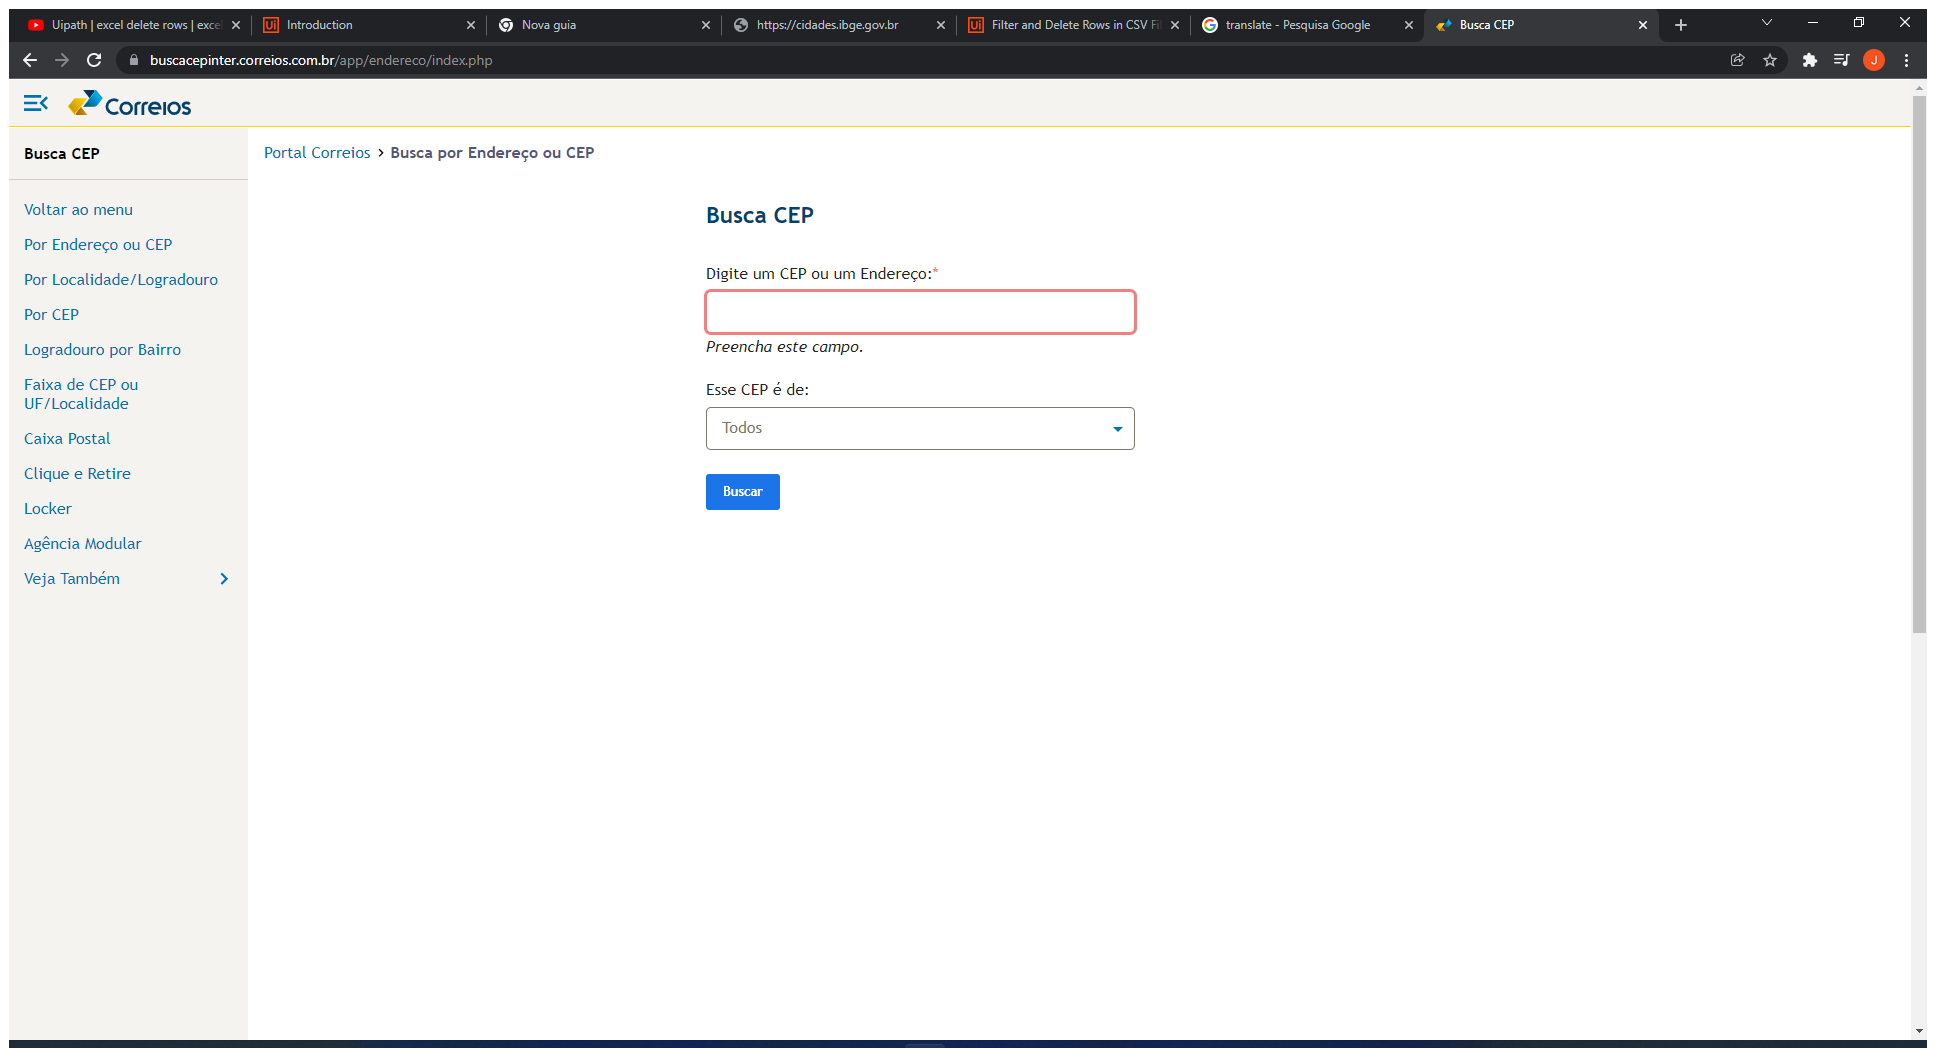 Uipath | excel delete rows | exce
Introduction
Nova guia
https://cidades.ibge.gov.br
Filter and Delete Rows in CSV Fi
translate - Pesquisa Google
Busca CEP
buscacepinter.correios.com.br/app/endereco/index.php
J
Correios
Busca CEP
Voltar ao menu
Por Endereço ou CEP
Por Localidade/Logradouro
Por CEP
Logradouro por Bairro
Faixa de CEP ou
UF/Localidade
Caixa Postal
Clique e Retire
Locker
Agência Modular
Veja Também
Portal Correios > Busca por Endereço ou CEP
Busca CEP
Digite um CEP ou um Endereço:*
Preencha este campo.
Esse CEP é de:
Todos
Buscar